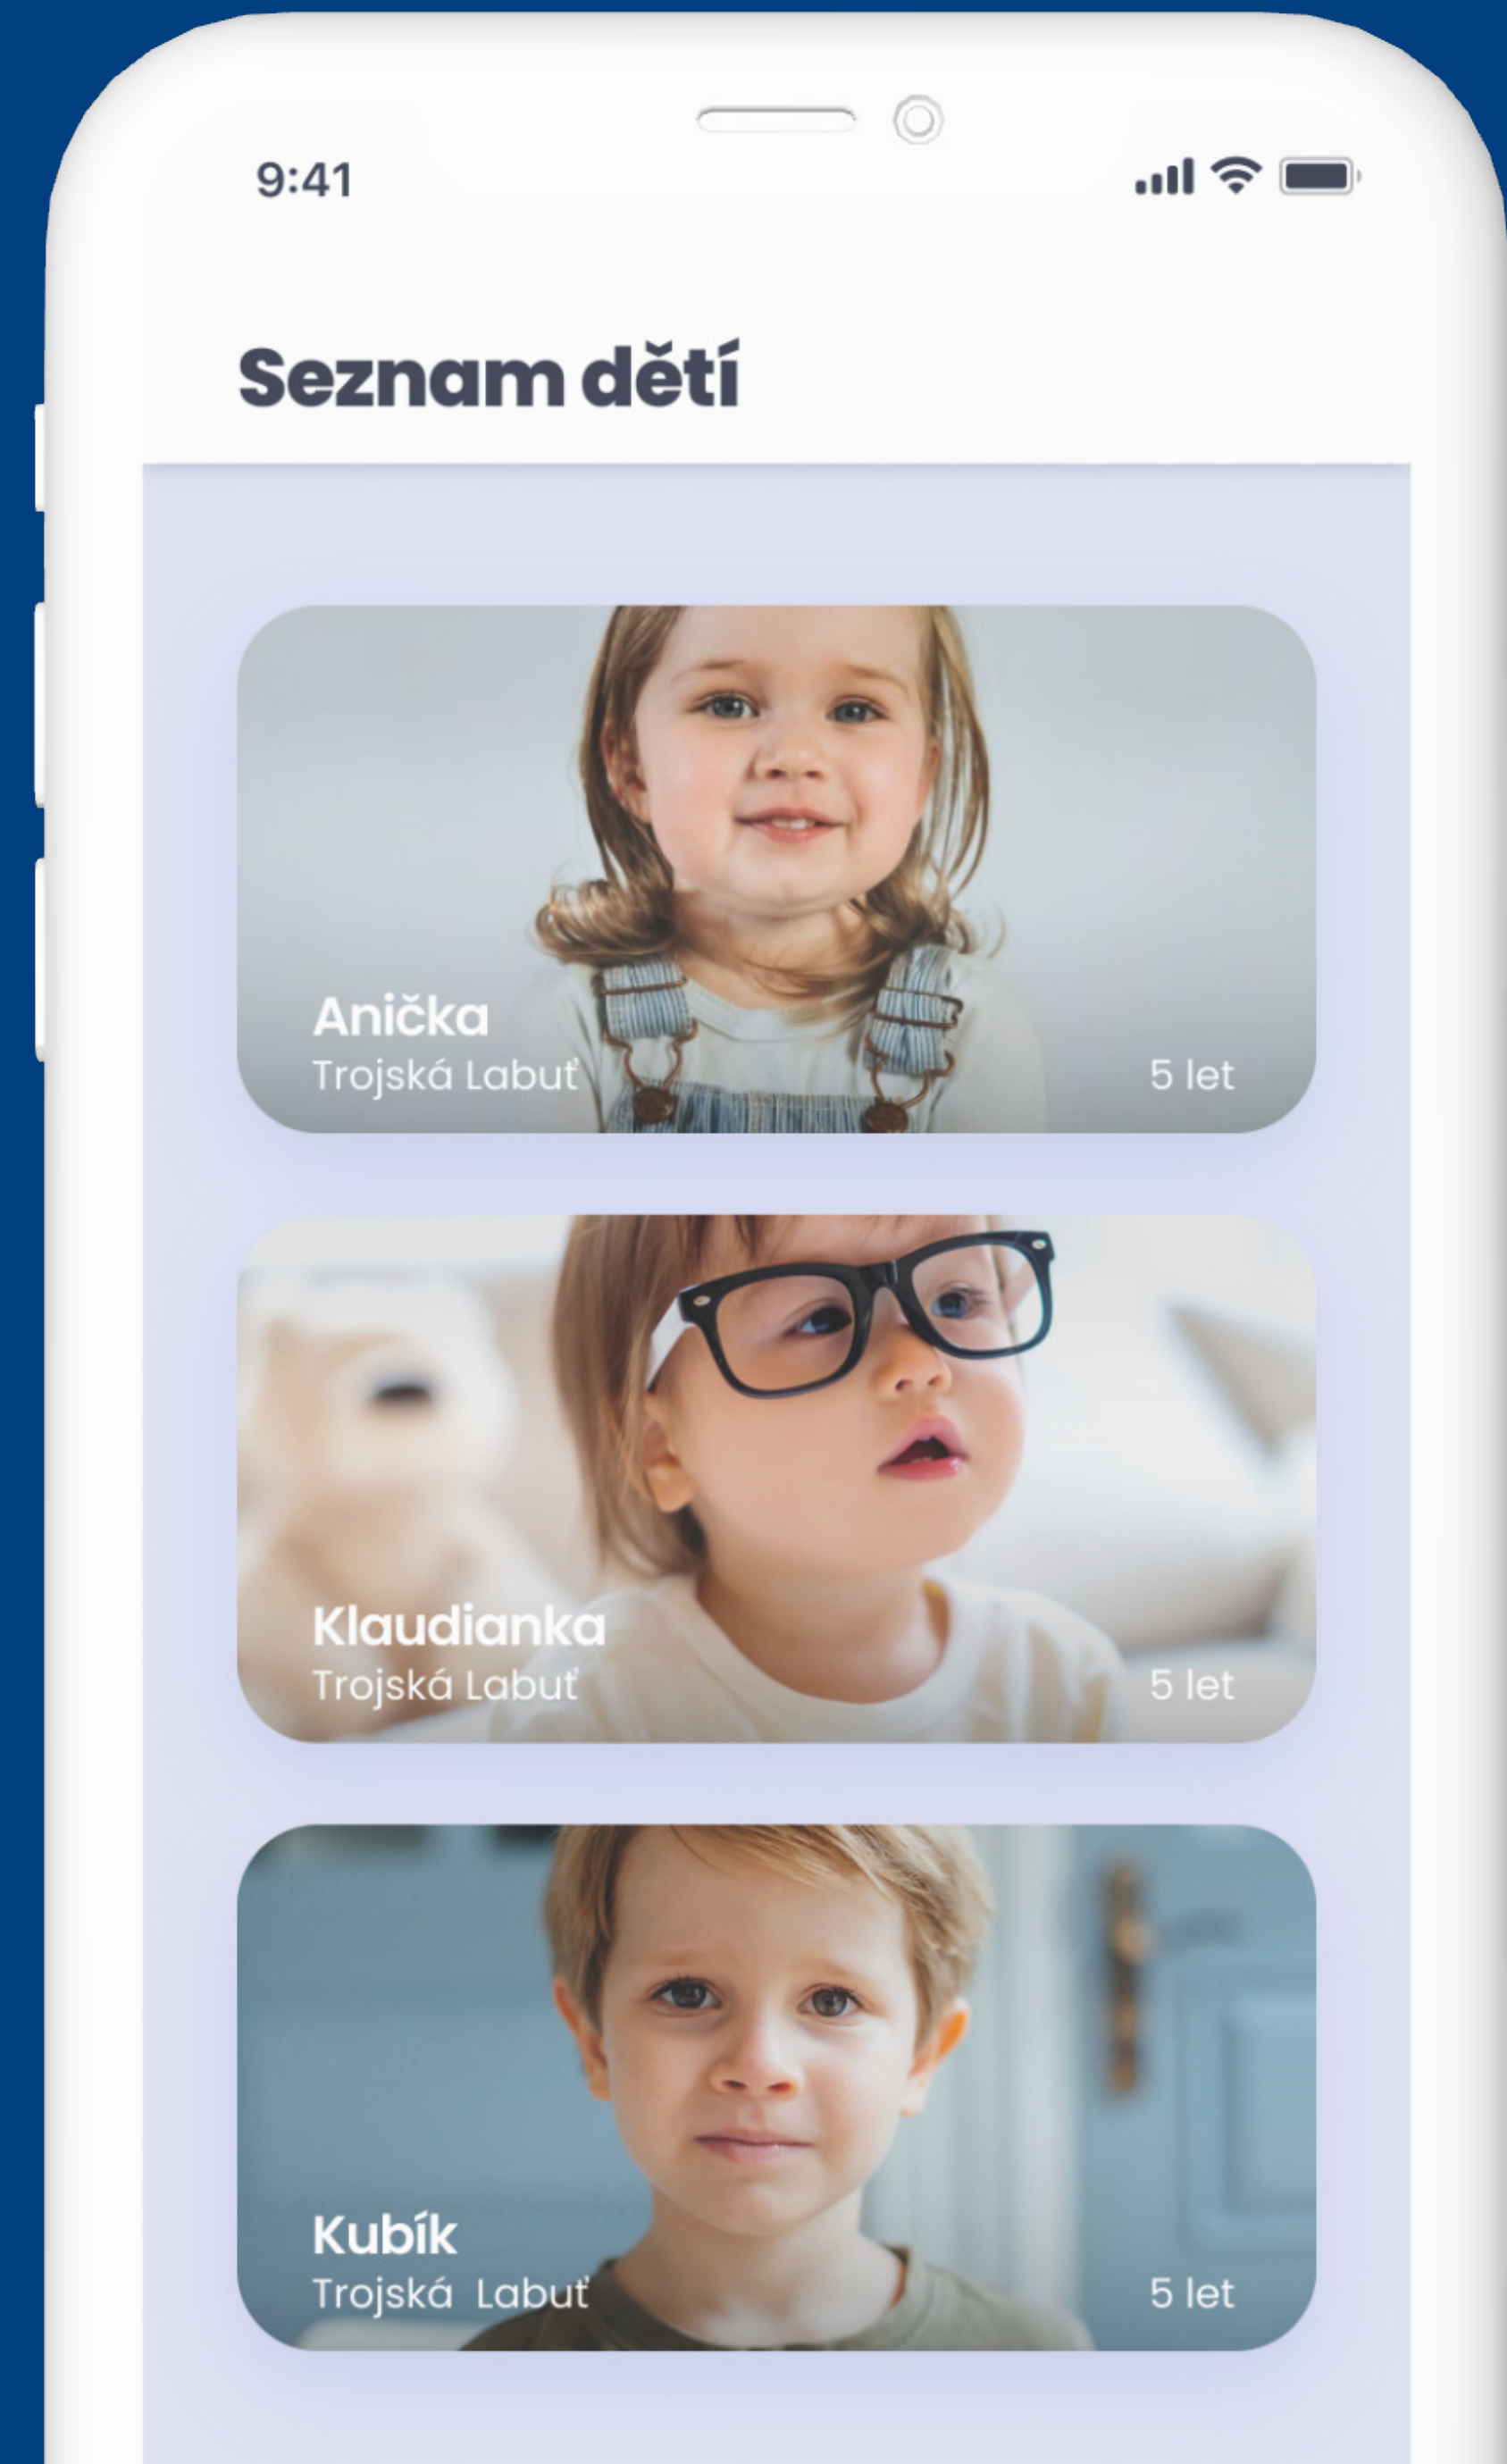 9:41
Seznam dětí
Anička
Trojská Labuť
5 let
Klaudianka
Trojská Labuť
5 let
Kubík
Trojská Labuť
5 let